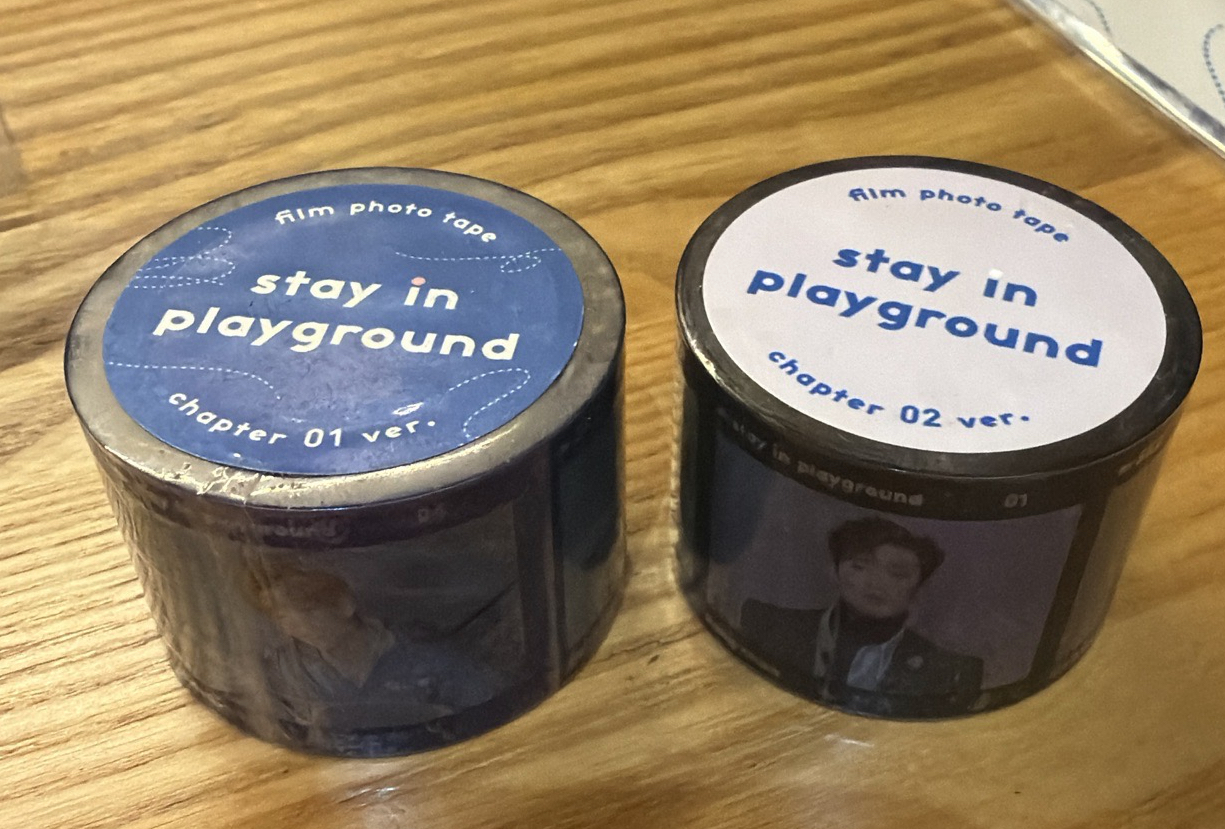 film photo tape
stay in
playground
chapter 01 ver.
film photo tape
stay in
playground
chapter 02 ver.
stay in playground 01